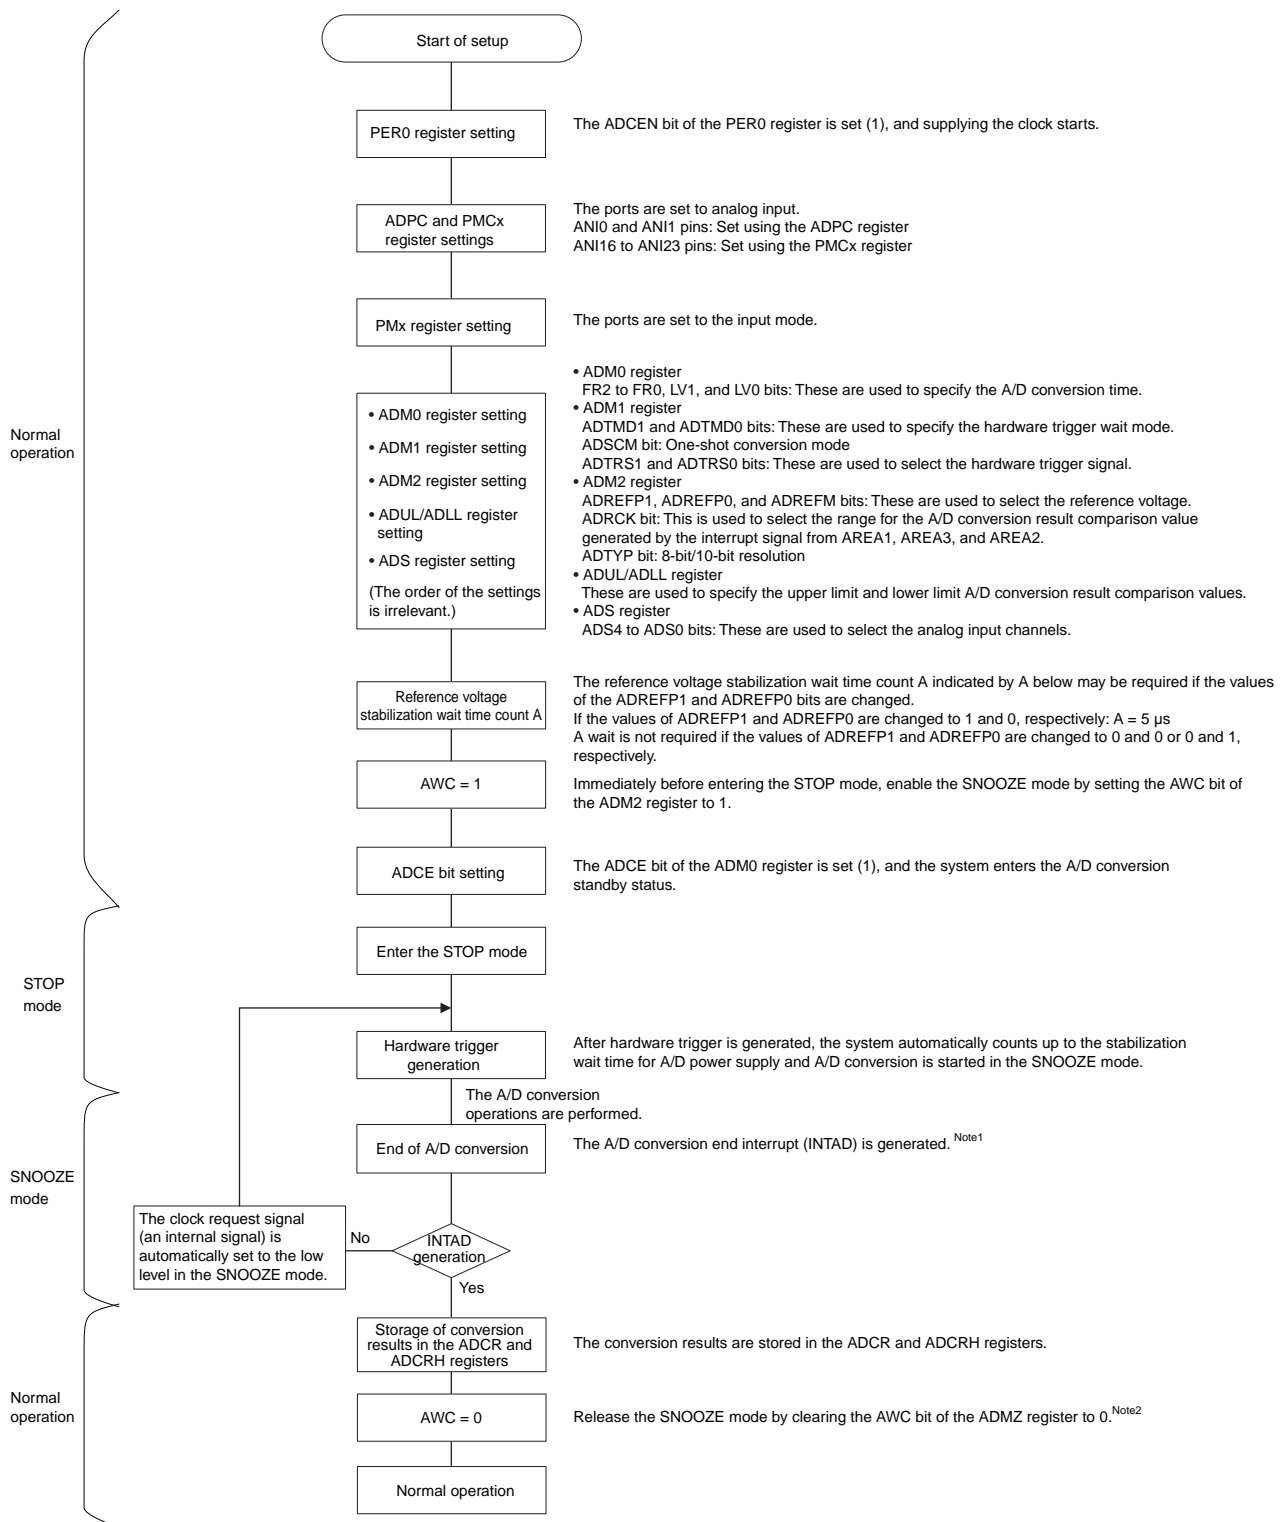 Start of setup
PER0 register setting
The ADCEN bit of the PER0 register is set (1), and supplying the clock starts.
ADPC and PMCx
register settings
The ports are set to analog input.
ANI0 and ANI1 pins: Set using the ADPC register
ANI16 to ANI23 pins: Set using the PMCx register
PMx register setting
The ports are set to the input mode.
Normal
operation
• ADM0 register setting
• ADM1 register setting
• ADM2 register setting
• ADUL/ADLL register
setting
• ADS register setting
(The order of the settings
is irrelevant.)
• ADM0 register
FR2 to FR0, LV1, and LV0 bits: These are used to specify the A/D conversion time.
• ADM1 register
ADTMD1 and ADTMD0 bits: These are used to specify the hardware trigger wait mode.
ADSCM bit: One-shot conversion mode
ADTRS1 and ADTRS0 bits: These are used to select the hardware trigger signal.
• ADM2 register
ADREFP1, ADREFP0, and ADREFM bits: These are used to select the reference voltage.
ADRCK bit: This is used to select the range for the A/D conversion result comparison value
generated by the interrupt signal from AREA1, AREA3, and AREA2.
ADTYP bit: 8-bit/10-bit resolution
• ADUL/ADLL register
These are used to specify the upper limit and lower limit A/D conversion result comparison values.
• ADS register
ADS4 to ADS0 bits: These are used to select the analog input channels.
Reference voltage
stabilization wait time count A
The reference voltage stabilization wait time count A indicated by A below may be required if the values
of the ADREFP1 and ADREFP0 bits are changed.
If the values of ADREFP1 and ADREFP0 are changed to 1 and 0, respectively: A = 5 µs
A wait is not required if the values of ADREFP1 and ADREFP0 are changed to 0 and 0 or 0 and 1,
respectively.
AWC = 1
Immediately before entering the STOP mode, enable the SNOOZE mode by setting the AWC bit of
the ADM2 register to 1.
ADCE bit setting
The ADCE bit of the ADM0 register is set (1), and the system enters the A/D conversion
standby status.
Enter the STOP mode
STOP
mode
Hardware trigger
generation
After hardware trigger is generated, the system automatically counts up to the stabilization
wait time for A/D power supply and A/D conversion is started in the SNOOZE mode.
The A/D conversion
operations are performed.
End of A/D conversion
The A/D conversion end interrupt (INTAD) is generated. Note1
SNOOZE
mode
The clock request signal
(an internal signal) is
automatically set to the low
level in the SNOOZE mode.
No
INTAD
generation
Yes
Storage of conversion
results in the ADCR and
ADCRH registers
The conversion results are stored in the ADCR and ADCRH registers.
Normal
operation
AWC = 0
Release the SNOOZE mode by clearing the AWC bit of the ADMZ register to 0.Note2
Normal operation